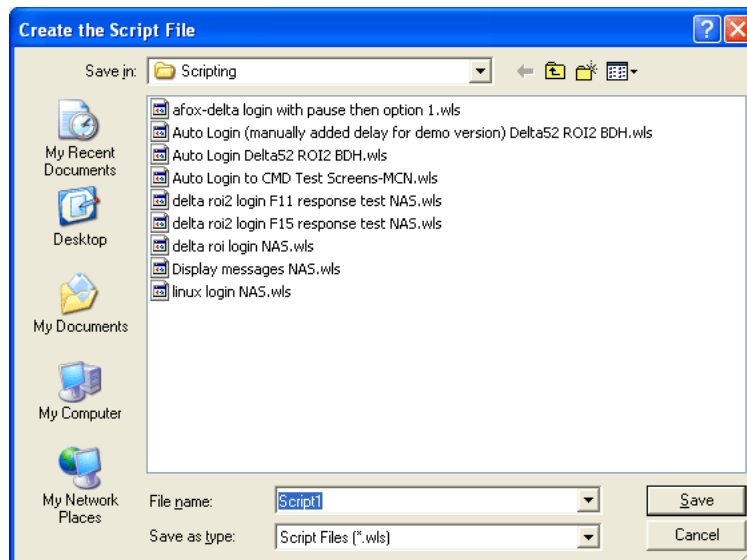 Create the Script File
Save in: Scripting
afox-delta login with pause then option 1.wls
Auto Login (manually added delay for demo version) Delta52 ROI2 BDH.wls
Auto Login Delta52 ROI2 BDH.wls
Auto Login to CMD Test Screens-MCN.wls
delta roi2 login F11 response test NAS.wls
delta roi2 login F15 response test NAS.wls
delta roi login NAS.wls
Display messages NAS.wls
linux login NAS.wls
My Recent
Documents
Desktop
My Documents
My Computer
My Network
Places
File name: Script1
Save
Save as type: Script Files (*.wls)
Cancel